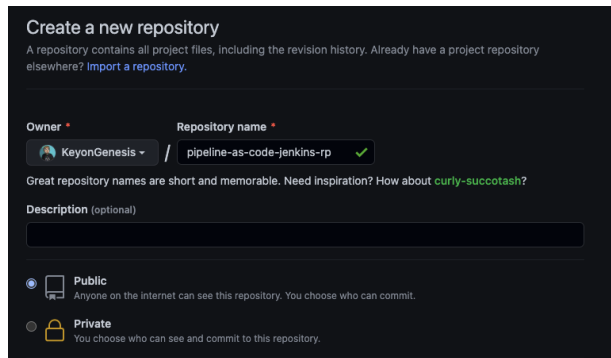 Create a new repository
A repository contains all project files, including the revision history. Already have a project repository
elsewhere? Import a repository.
Owner * Repository name *
KeyonGenesis / pipeline-as-code-jenkins-rp
Great repository names are short and memorable. Need inspiration? How about curly-succotash?
Description (optional)
Public
Anyone on the internet can see this repository. You choose who can commit.
Private
You choose who can see and commit to this repository.